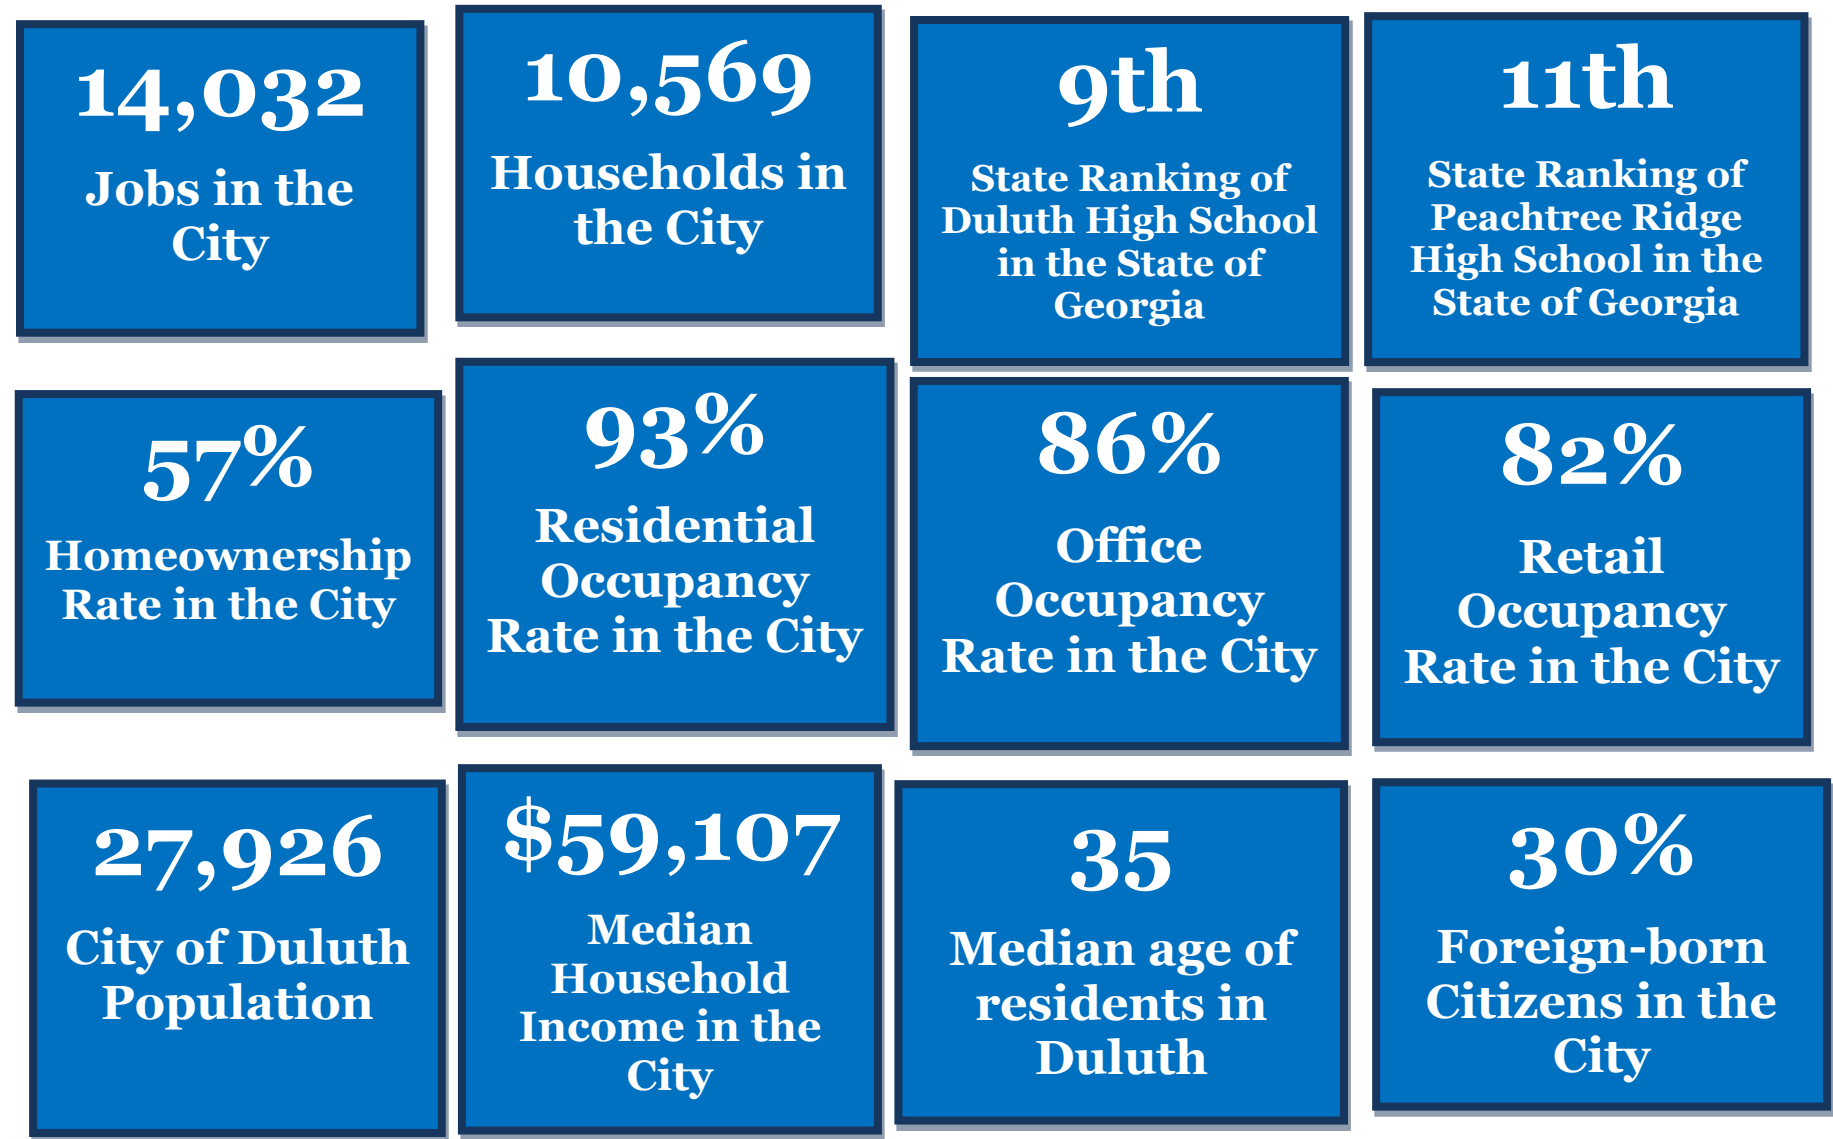 14,032
Jobs in the
City
10,569
Households in
the City
9th
State Ranking of
Duluth High School
in the State of
Georgia
11th
State Ranking of
Peachtree Ridge
High School in the
State of Georgia
57%
Homeownership
Rate in the City
93%
Residential
Occupancy
Rate in the City
86%
Office
Occupancy
Rate in the City
82%
Retail
Occupancy
Rate in the City
27,926
City of Duluth
Population
$59,107
Median
Household
Income in the
City
35
Median age of
residents in
Duluth
30%
Foreign-born
Citizens in the
City